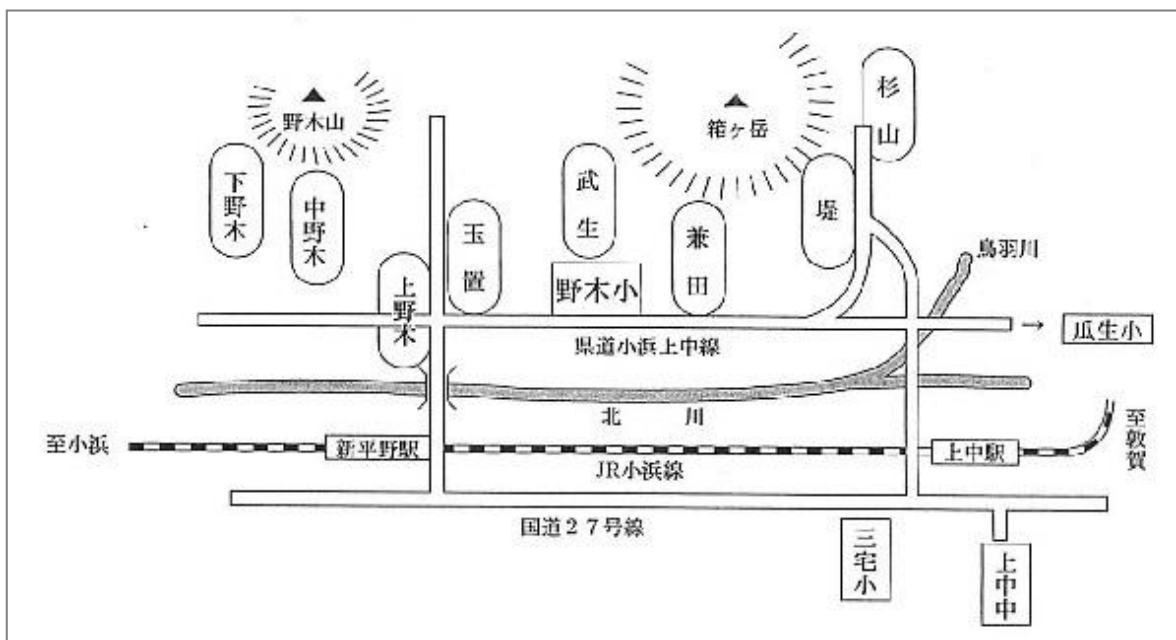 杉山
野木山
箱ヶ岳
下野木
中野木
武生
堤
玉置
兼田
鳥羽川
上野木
野木小
県道小浜上中線
→ 瓜生小
北川
至小浜
新平野駅
上中駅
至敦賀
JR小浜線
国道27号線
三宅小
上中中